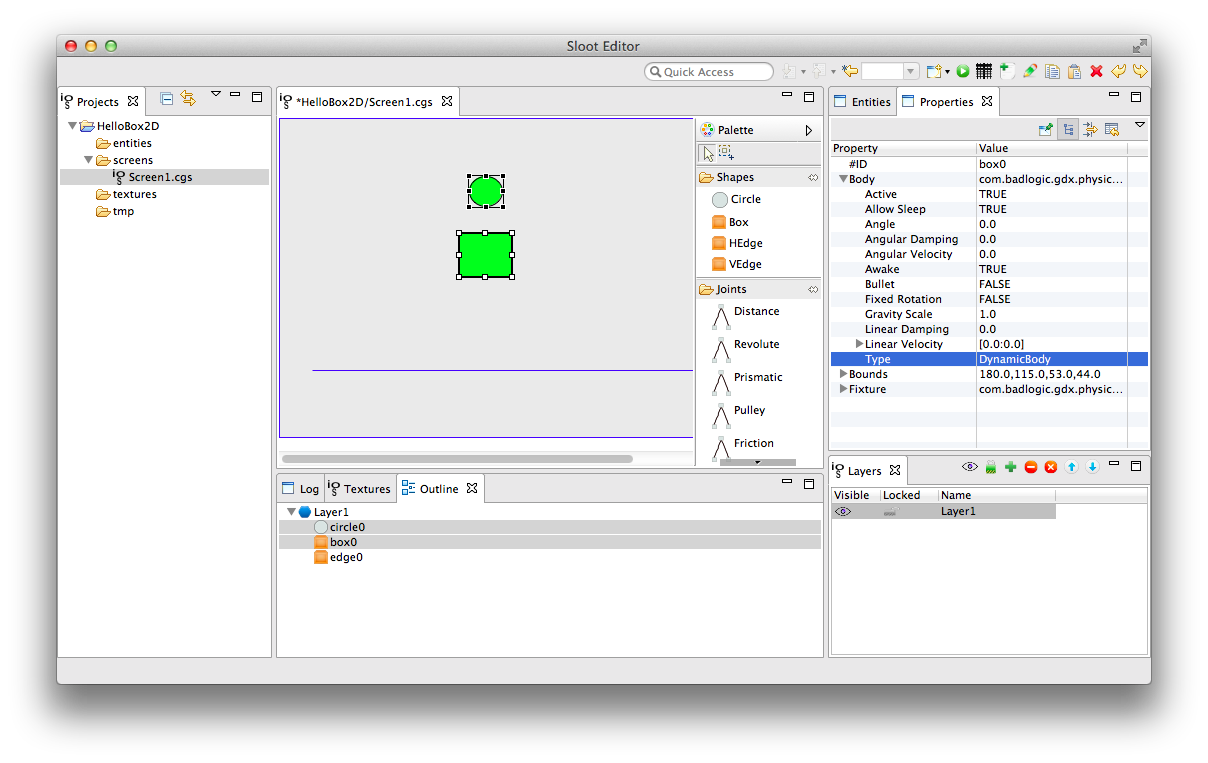 Sloot Editor
Quick Access
Projects
HelloBox2D
entities
screens
Screen1.cgs
textures
tmp
*HelloBox2D/Screen1.cgs
Palette
Shapes
Circle
Box
HEdge
VEdge
Joints
Distance
Revolute
Prismatic
Pulley
Friction
Log
Textures
Outline
Layer1
circle0
box0
edge0
Entities
Properties
Property Value
#ID box0
Body com.badlogic.gdx.physic...
Active TRUE
Allow Sleep TRUE
Angle 0.0
Angular Damping 0.0
Angular Velocity 0.0
Awake TRUE
Bullet FALSE
Fixed Rotation FALSE
Gravity Scale 1.0
Linear Damping 0.0
Linear Velocity [0.0:0.0]
Type DynamicBody
Bounds 180.0,115.0,53.0,44.0
Fixture com.badlogic.gdx.physic...
Layers
Visible Locked Name
Layer1